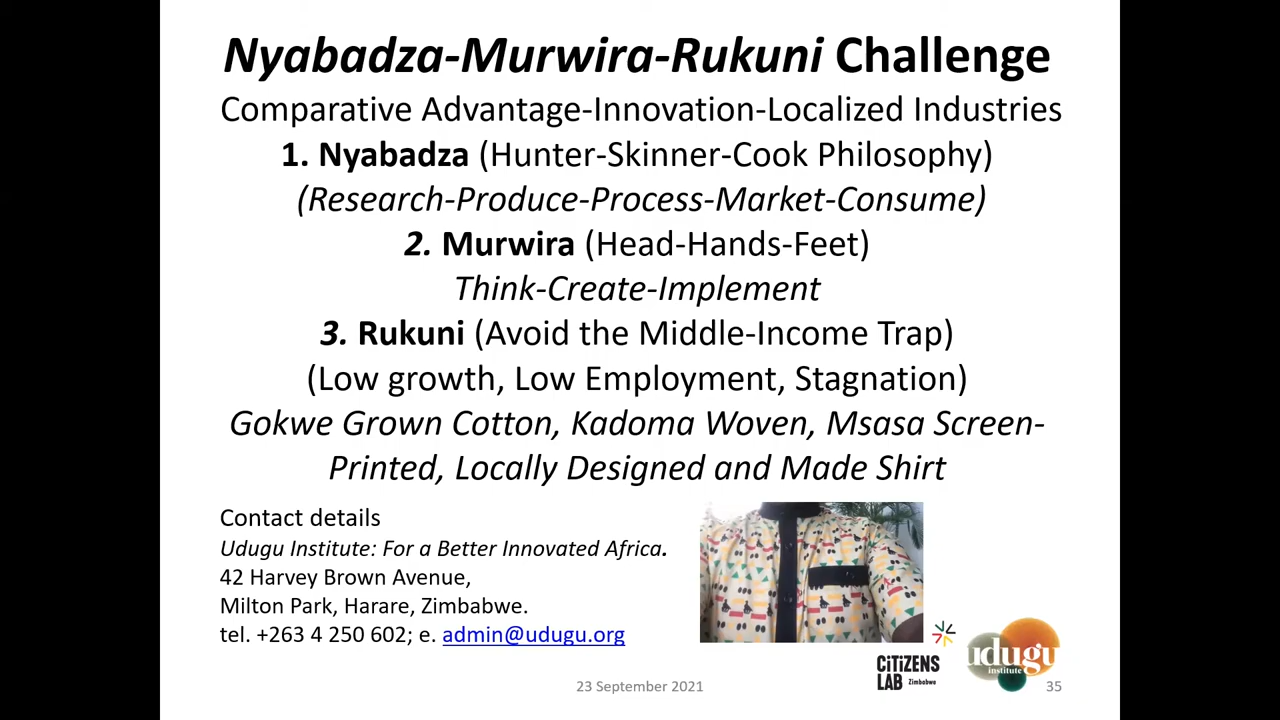 Nyabadza-Murwira-Rukuni Challenge
Comparative Advantage-Innovation-Localized Industries
1. Nyabadza (Hunter-Skinner-Cook Philosophy)
(Research-Produce-Process-Market-Consume)
2. Murwira (Head-Hands-Feet)
Think-Create-Implement
3. Rukuni (Avoid the Middle-Income Trap)
(Low growth, Low Employment, Stagnation)
Gokwe Grown Cotton, Kadoma Woven, Msasa Screen-
Printed, Locally Designed and Made Shirt
Contact details
Udugu Institute: For a Better Innovated Africa.
42 Harvey Brown Avenue,
Milton Park, Harare, Zimbabwe.
tel. +263 4 250 602; e. admin@udugu.org
CiTiZENS
LAB Zimbabwe
udugu
institute
23 September 2021
35